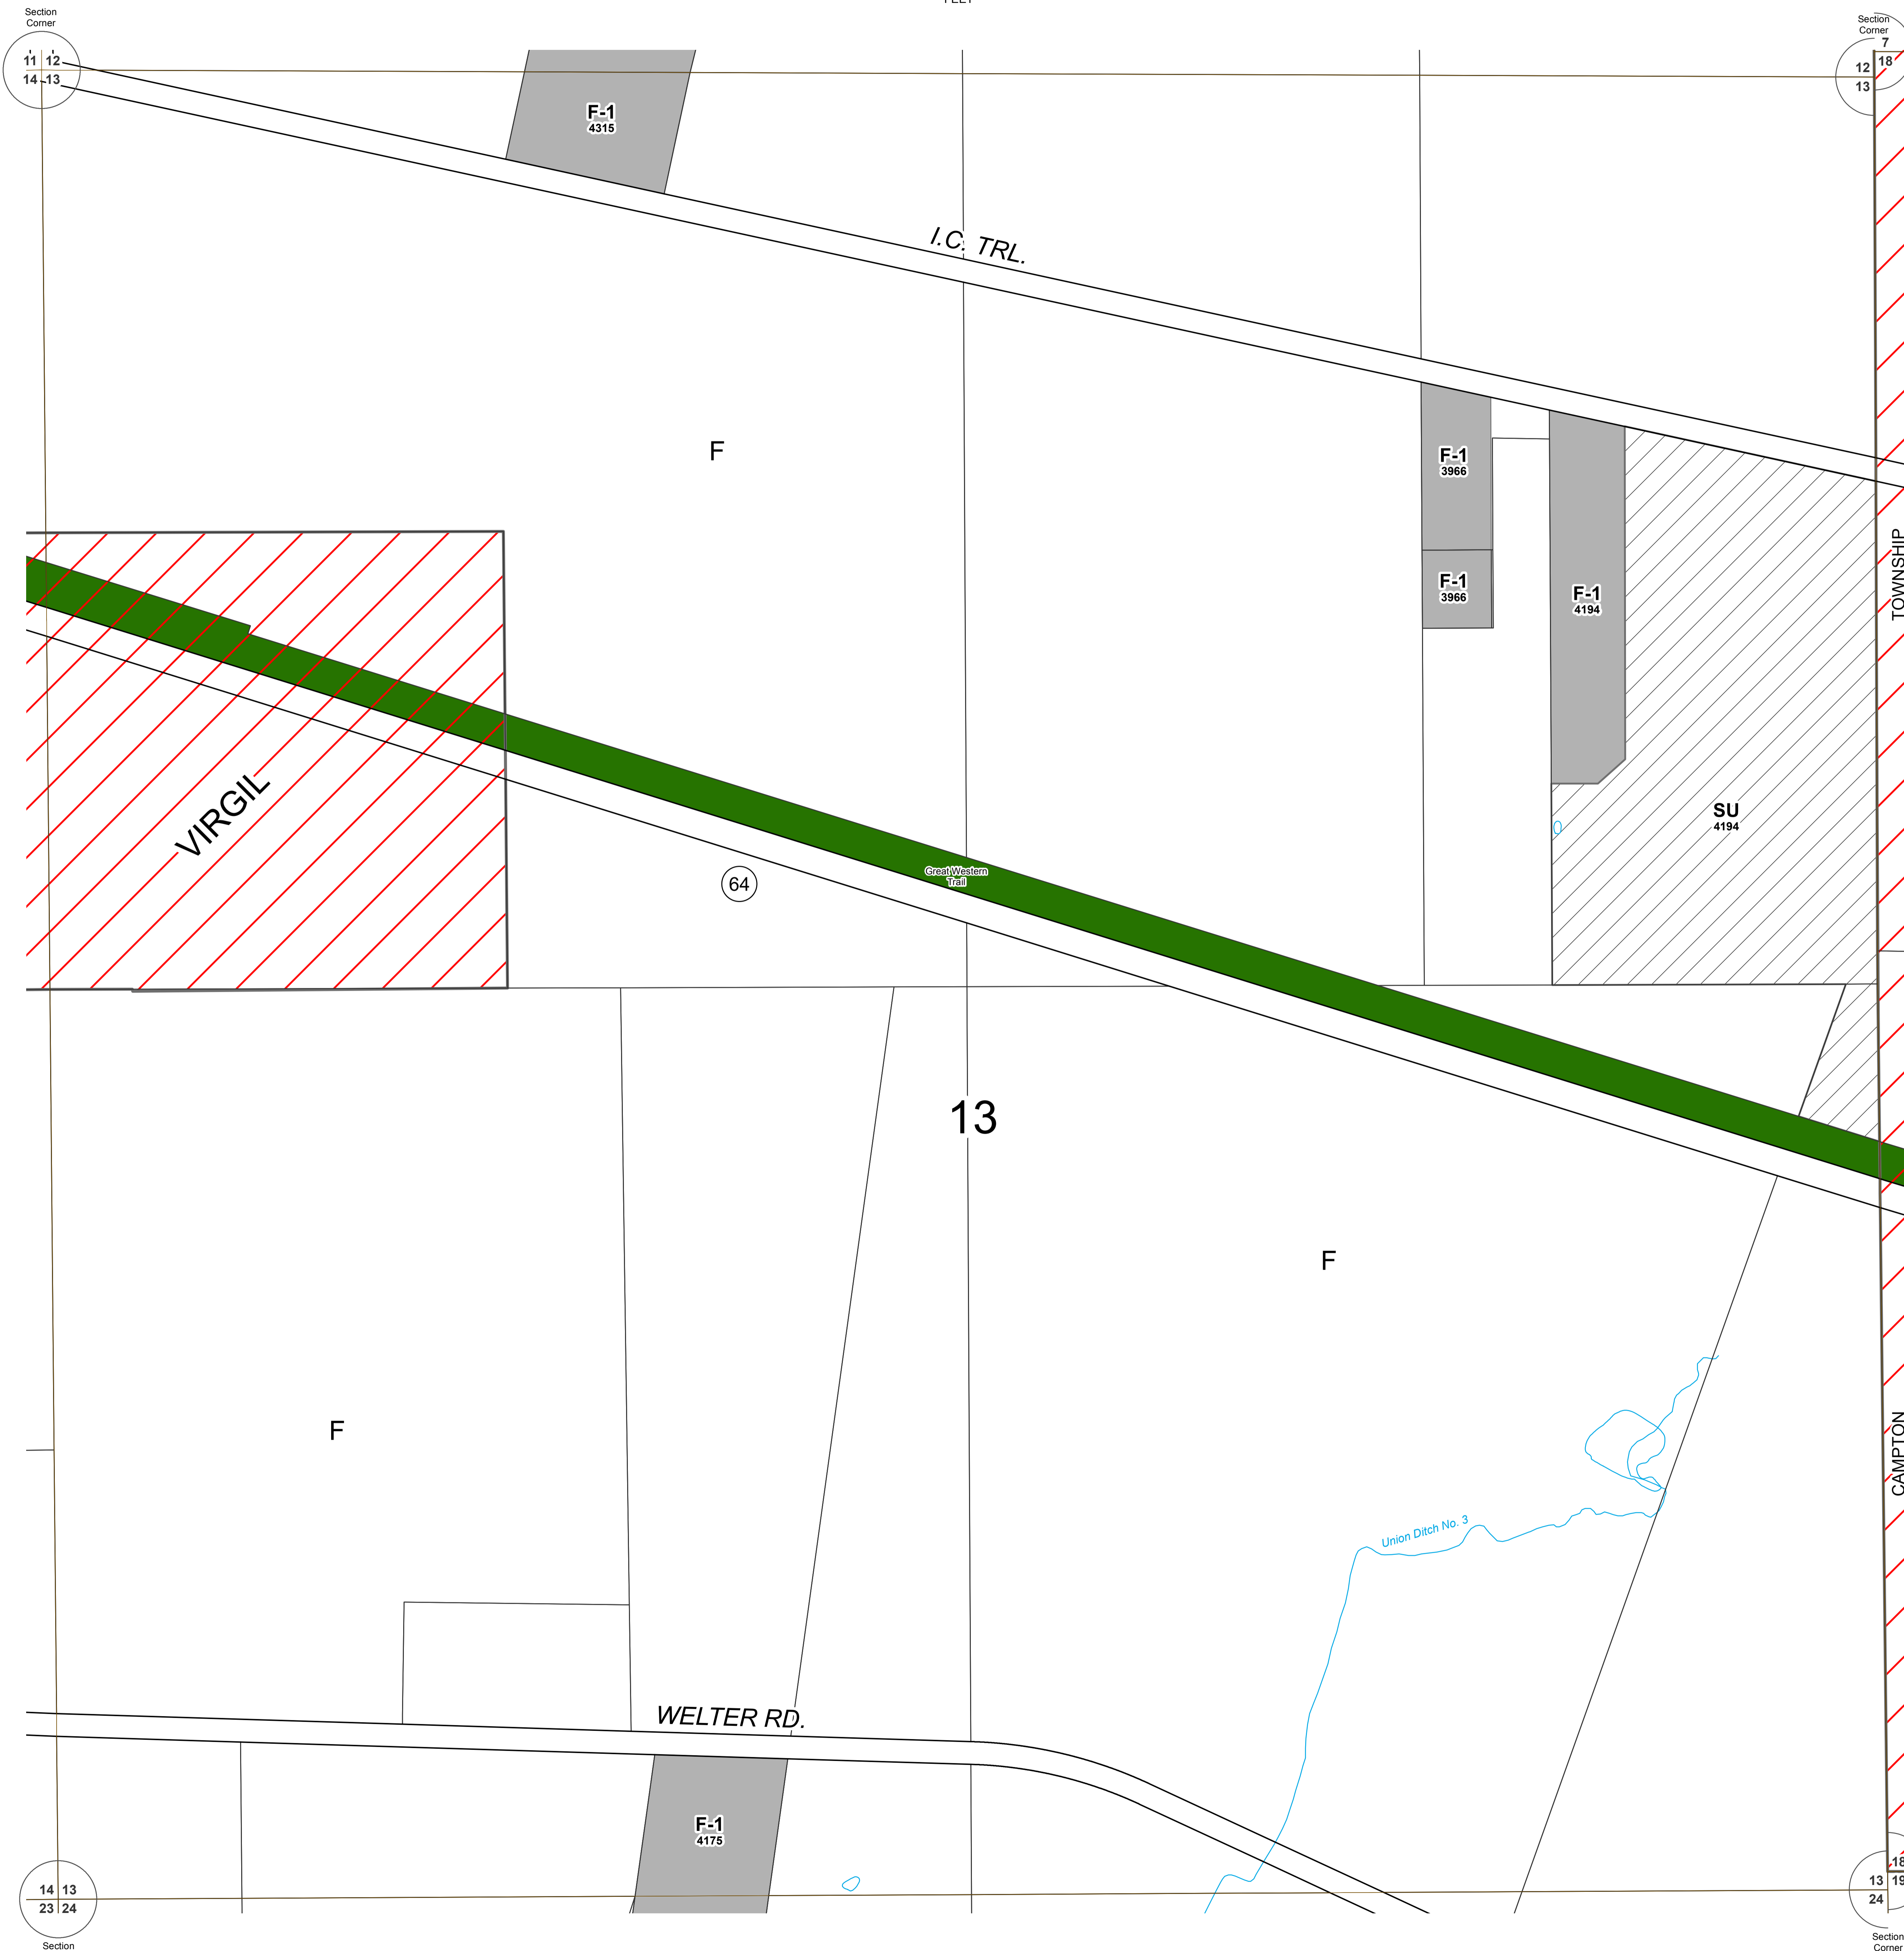 Section
Corner
11 12
14 13
Section
Corner
7
12 18
13
F-1
4315
I.C. TRL.
F
F-1
3966
F-1
3966
F-1
4194
TOWNSHIP
VIRGIL
SU
4194
64
Great Western
Trail
13
F
F
CAMPTON
Union Ditch No. 3
WELTER RD.
F-1
4175
14 13
23 24
Section
18
13 19
24
Section
Corner